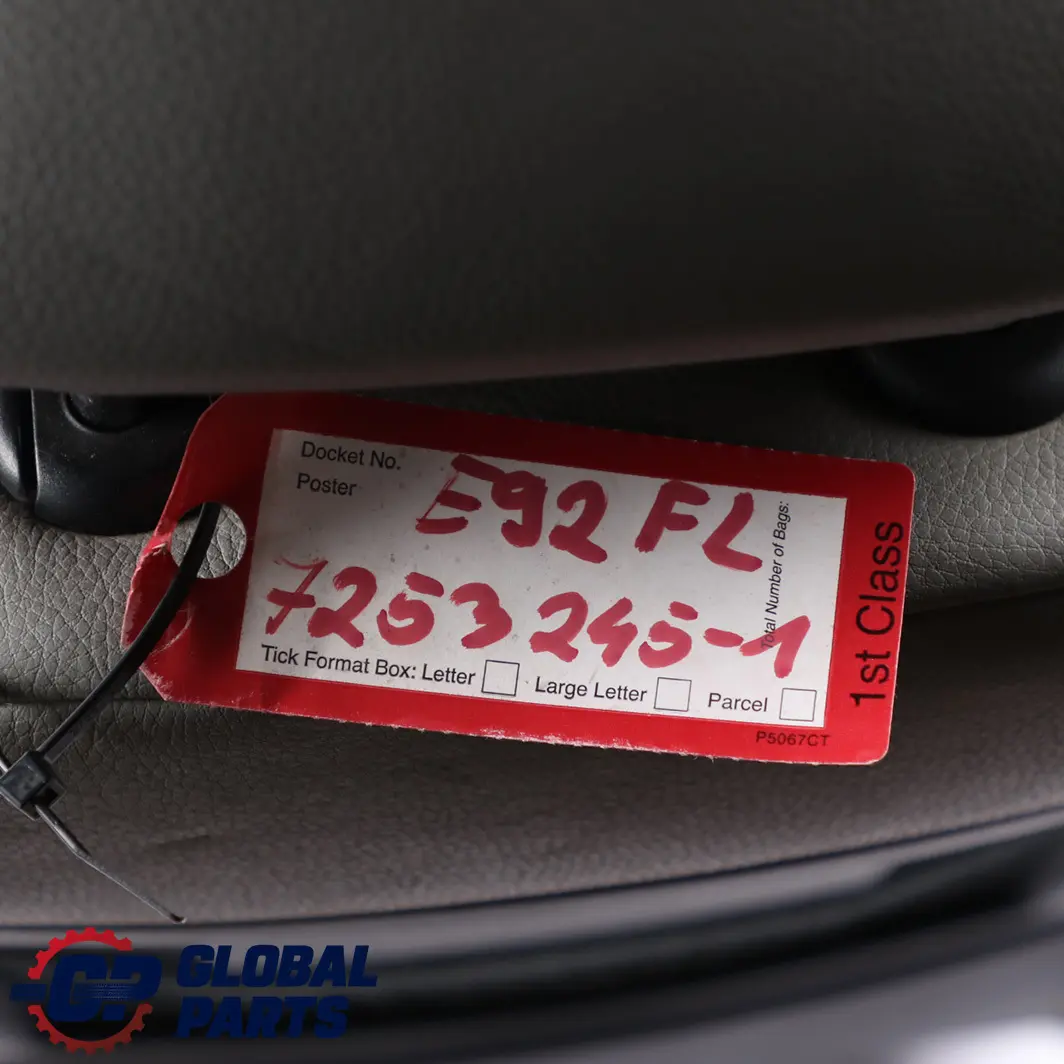 Docket No.
Poster
E92 FL
7253245-1
Total Number of Bags:
Tick Format Box: Letter Large Letter Parcel
1st Class
P5067CT
GP GLOBAL
PARTS